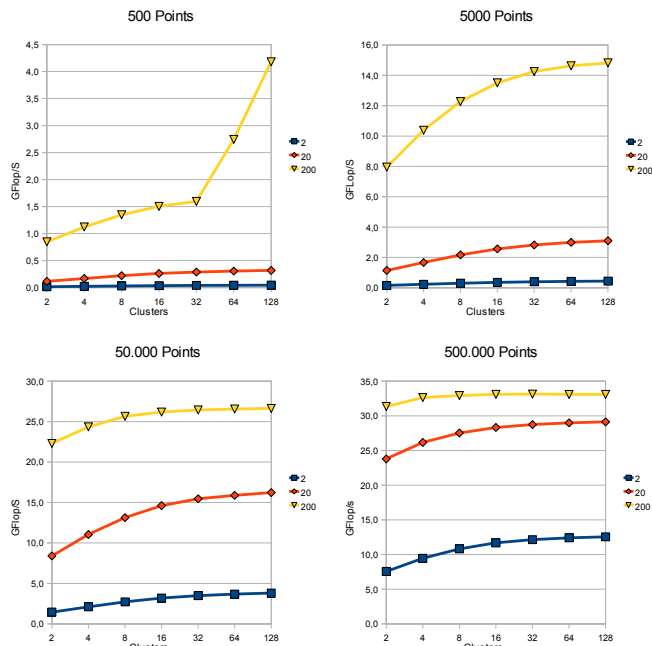 500 Points
4,5
4,0
3,5
3,0
2,5
2,0
1,5
1,0
0,5
0,0
GFlop/S
2 4 8 16 32 64 128
Clusters
2
20
200
5000 Points
16,0
14,0
12,0
10,0
8,0
6,0
4,0
2,0
0,0
GFLop/S
2 4 8 16 32 64 128
Clusters
2
20
200
50.000 Points
30,0
25,0
20,0
15,0
10,0
5,0
0,0
GFlop/S
2 4 8 16 32 64 128
Clusters
2
20
200
500.000 Points
35,0
30,0
25,0
20,0
15,0
10,0
5,0
0,0
GFlop/s
2 4 8 16 32 64 128
Clusters
2
20
200